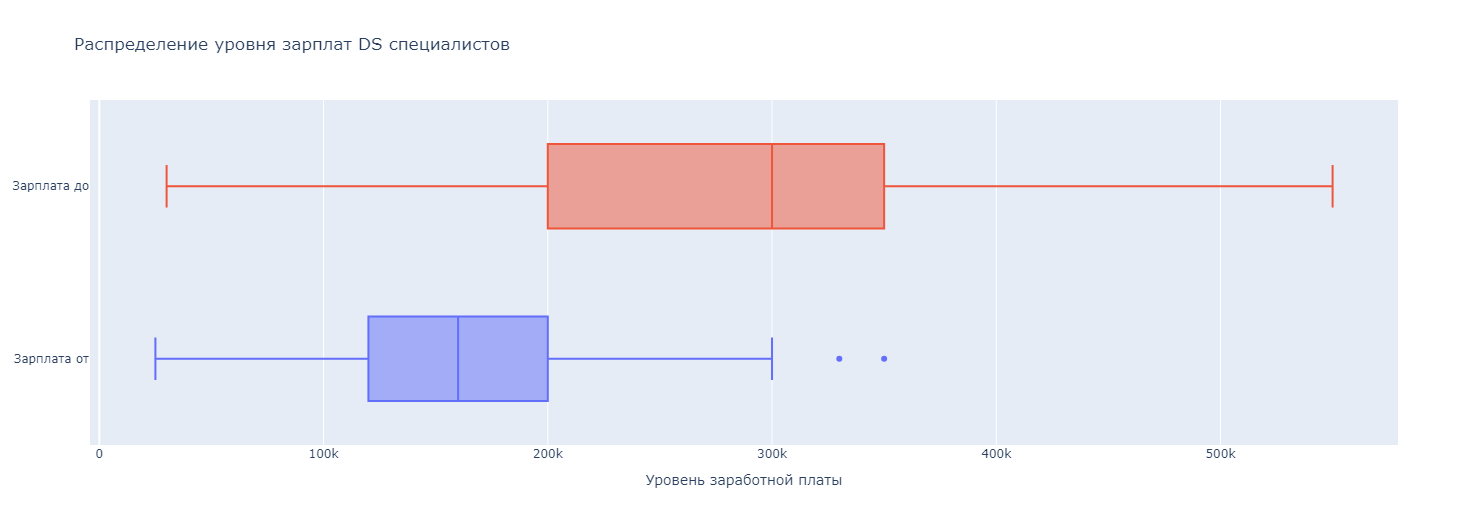 Распределение уровня зарплат DS специалистов
Зарплата до
Зарплата от
0 100k 200k 300k 400k 500k
Уровень заработной платы